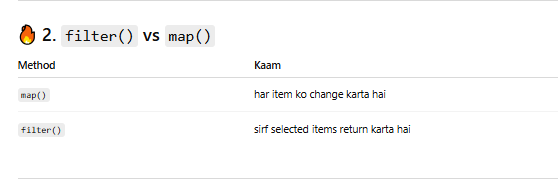 🔥 2. filter() vs map()
Method Kaam
map() har item ko change karta hai
filter() sirf selected items return karta hai